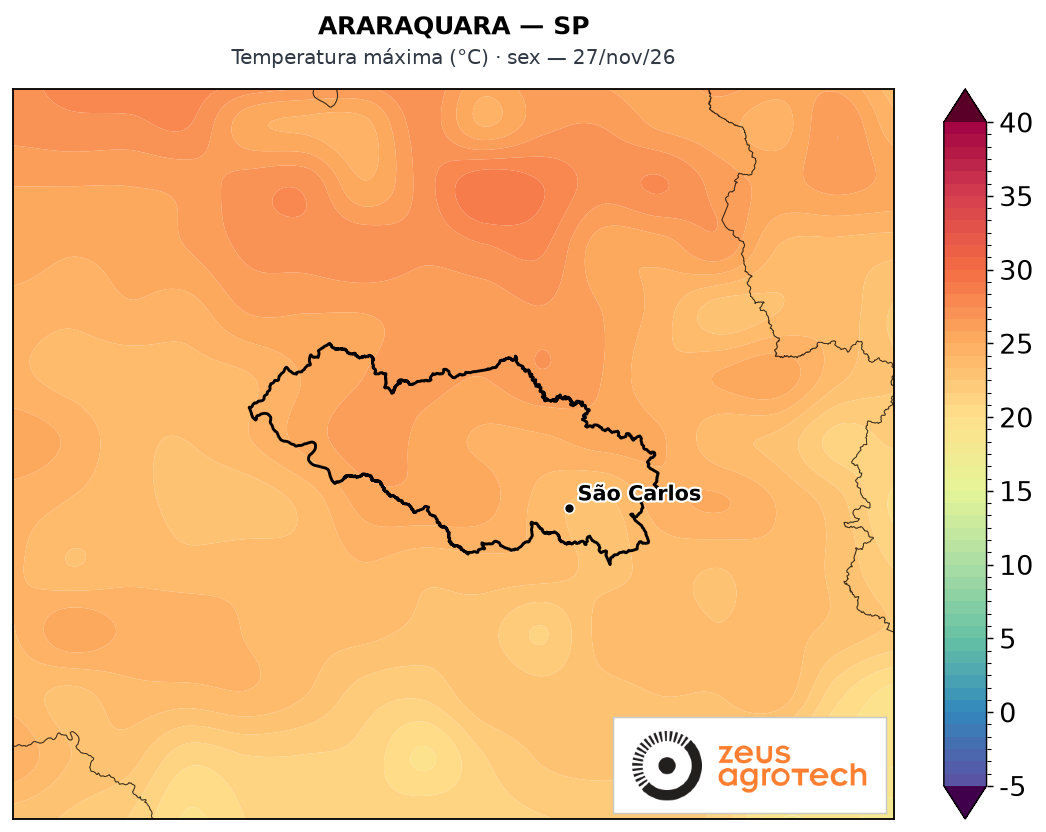 ARARAQUARA — SP
Temperatura máxima (°C) · sex — 27/nov/26
40
35
30
25
20
15
10
5
0
-5
São Carlos
zeus
agrotech